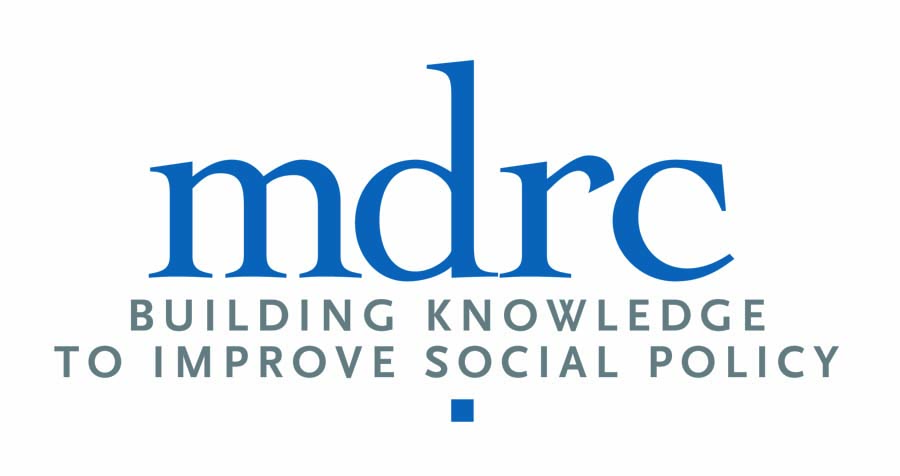 mdrc
BUILDING KNOWLEDGE
TO IMPROVE SOCIAL POLICY